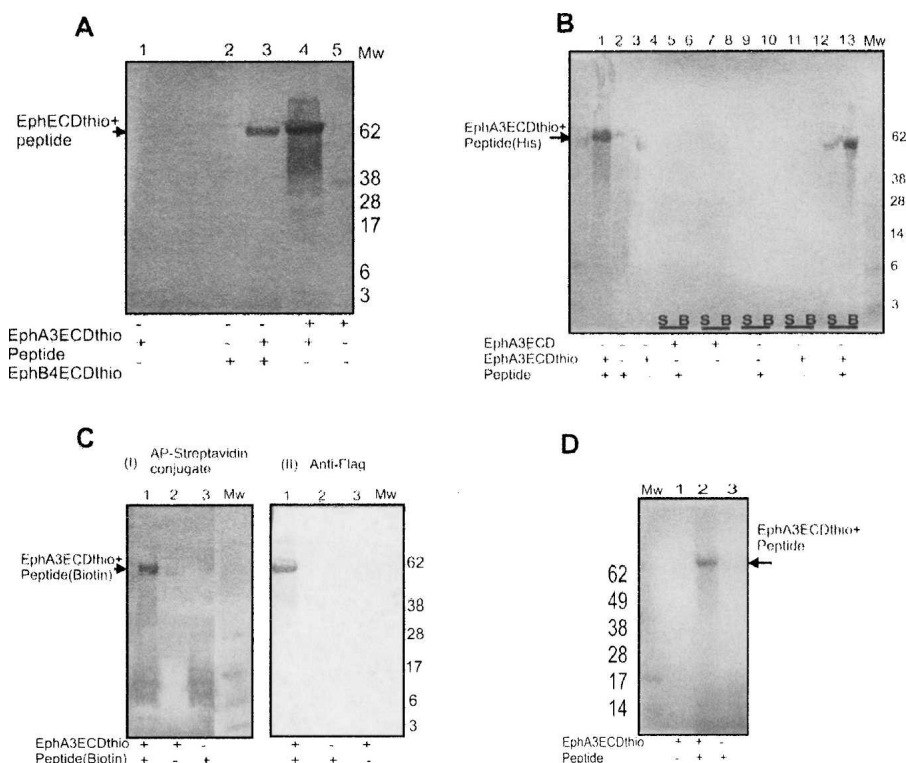 A
1 2 3 4 5 Mw
EphECDthio+
peptide
62
38
28
17
6
3
- - - + +
EphA3ECDthio + - + + -
Peptide
EphB4ECDthio - + + - -
B
1 2 3 4 5 6 7 8 9 10 11 12 13 Mw
EphA3ECDthio+
Peptide(His)
62
38
28
14
6
3
S B S B S B S B S B
EphA3ECD - - - + + - - -
EphA3ECDthio + - + - - - + +
Peptide + + - + - + - +
C
(I) AP-Streptavidin
conjugate
(II) Anti-Flag
1 2 3 Mw
1 2 3 Mw
EphA3ECDthio+
Peptide(Biotin)
62
38
28
17
6
3
EphA3ECDthio + + - + - +
Peptide(Biotin) + - + + + -
D
Mw 1 2 3
EphA3ECDthio+
Peptide
62
49
38
28
17
14
EphA3ECDthio + + -
Peptide - + +